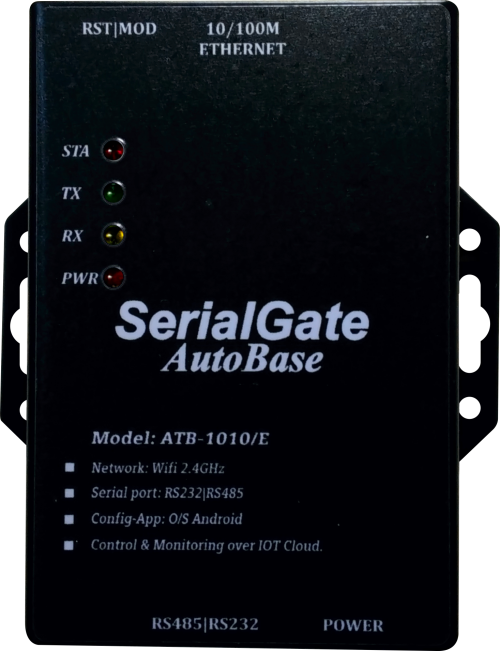 RST|MOD
10/100M
ETHERNET
STA
TX
RX
PWR
SerialGate
AutoBase
Model: ATB-1010/E
Network: Wifi 2.4GHz
Serial port: RS232|RS485
Config-App: O/S Android
Control & Monitoring over IOT Cloud.
RS485|RS232
POWER